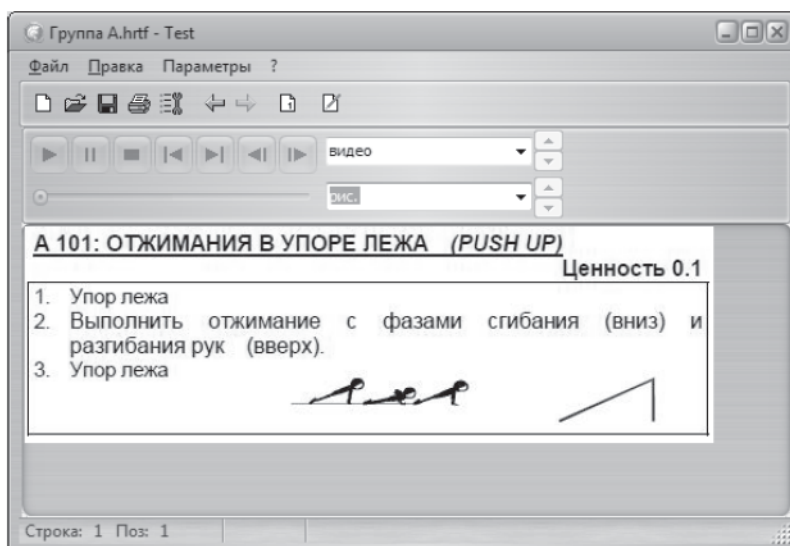 Группа A.hrtf - Test
Файл Правка Параметры ?
видео
рис.
А 101: ОТЖИМАНИЯ В УПОРЕ ЛЕЖА (PUSH UP)
Ценность 0.1
1. Упор лежа
2. Выполнить отжимание с фазами сгибания (вниз) и
разгибания рук (вверх).
3. Упор лежа
Строка: 1 Поз: 1